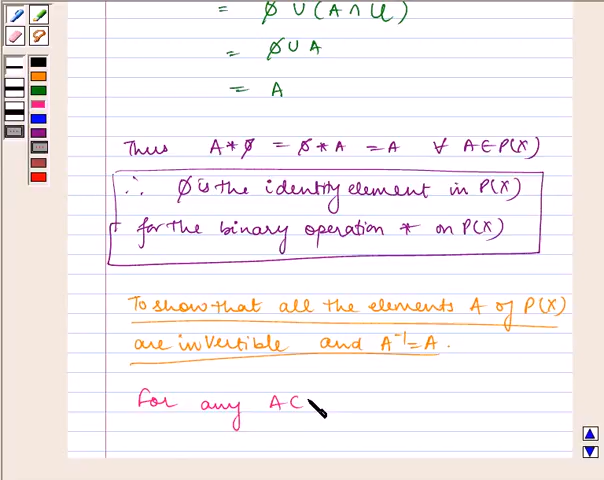 = ∅ ∪ (A ∩ U)
= ∅ ∪ A
= A
Thus A * ∅ = ∅ * A = A ∀ A ∈ P(X)
∴ ∅ is the identity element in P(X)
for the binary operation * on P(X)
To show that all the elements A of P(X)
are invertible and A⁻¹ = A .
For any A C